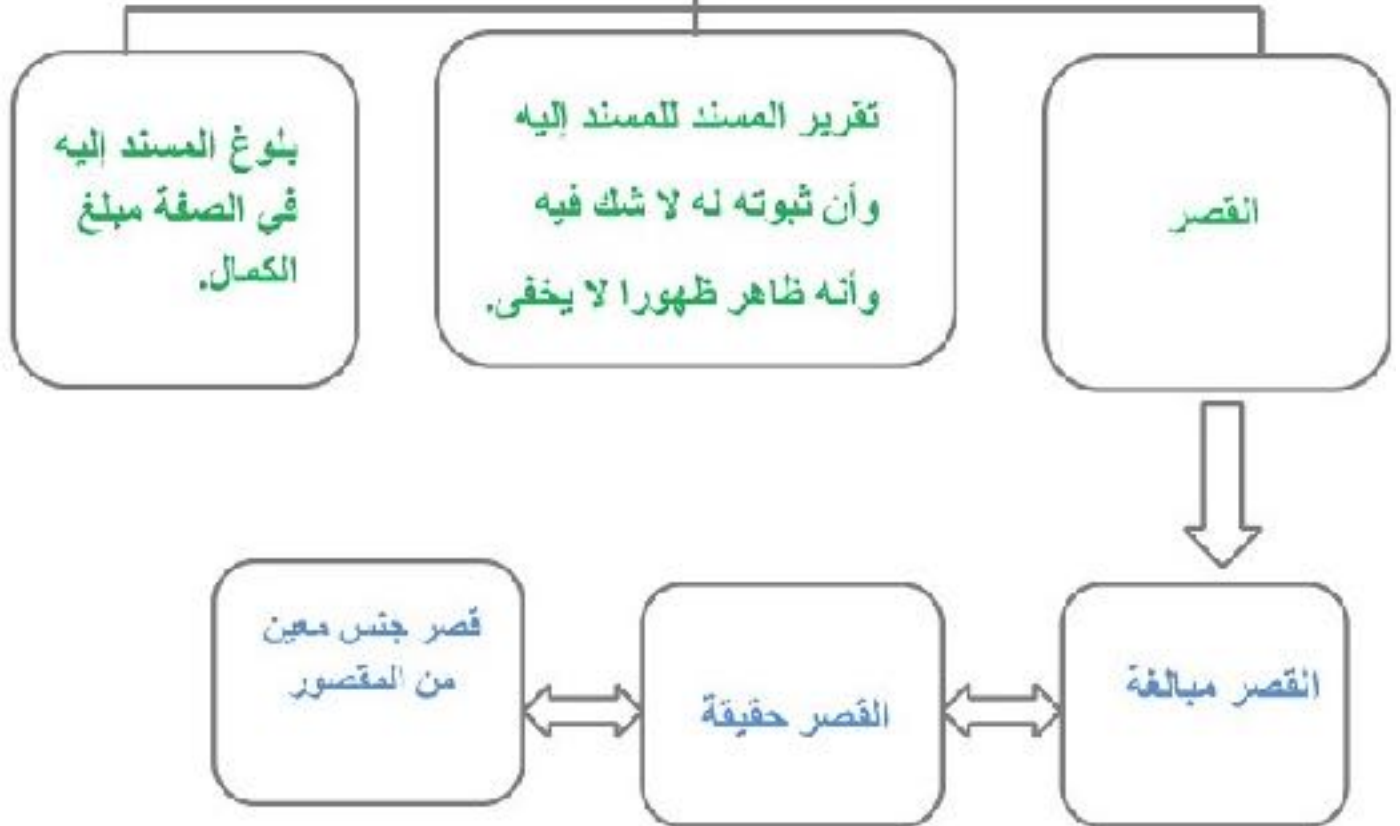 القصر
تقرير المسند للمسند إليه
وأن ثبوته له لا شك فيه
وأنه ظاهر ظهورا لا يخفى.
بلوغ المسند إليه
في الصفة مبلغ
الكمال.
القصر مبالغة
القصر حقيقة
قصر جنس معين
من المقصور